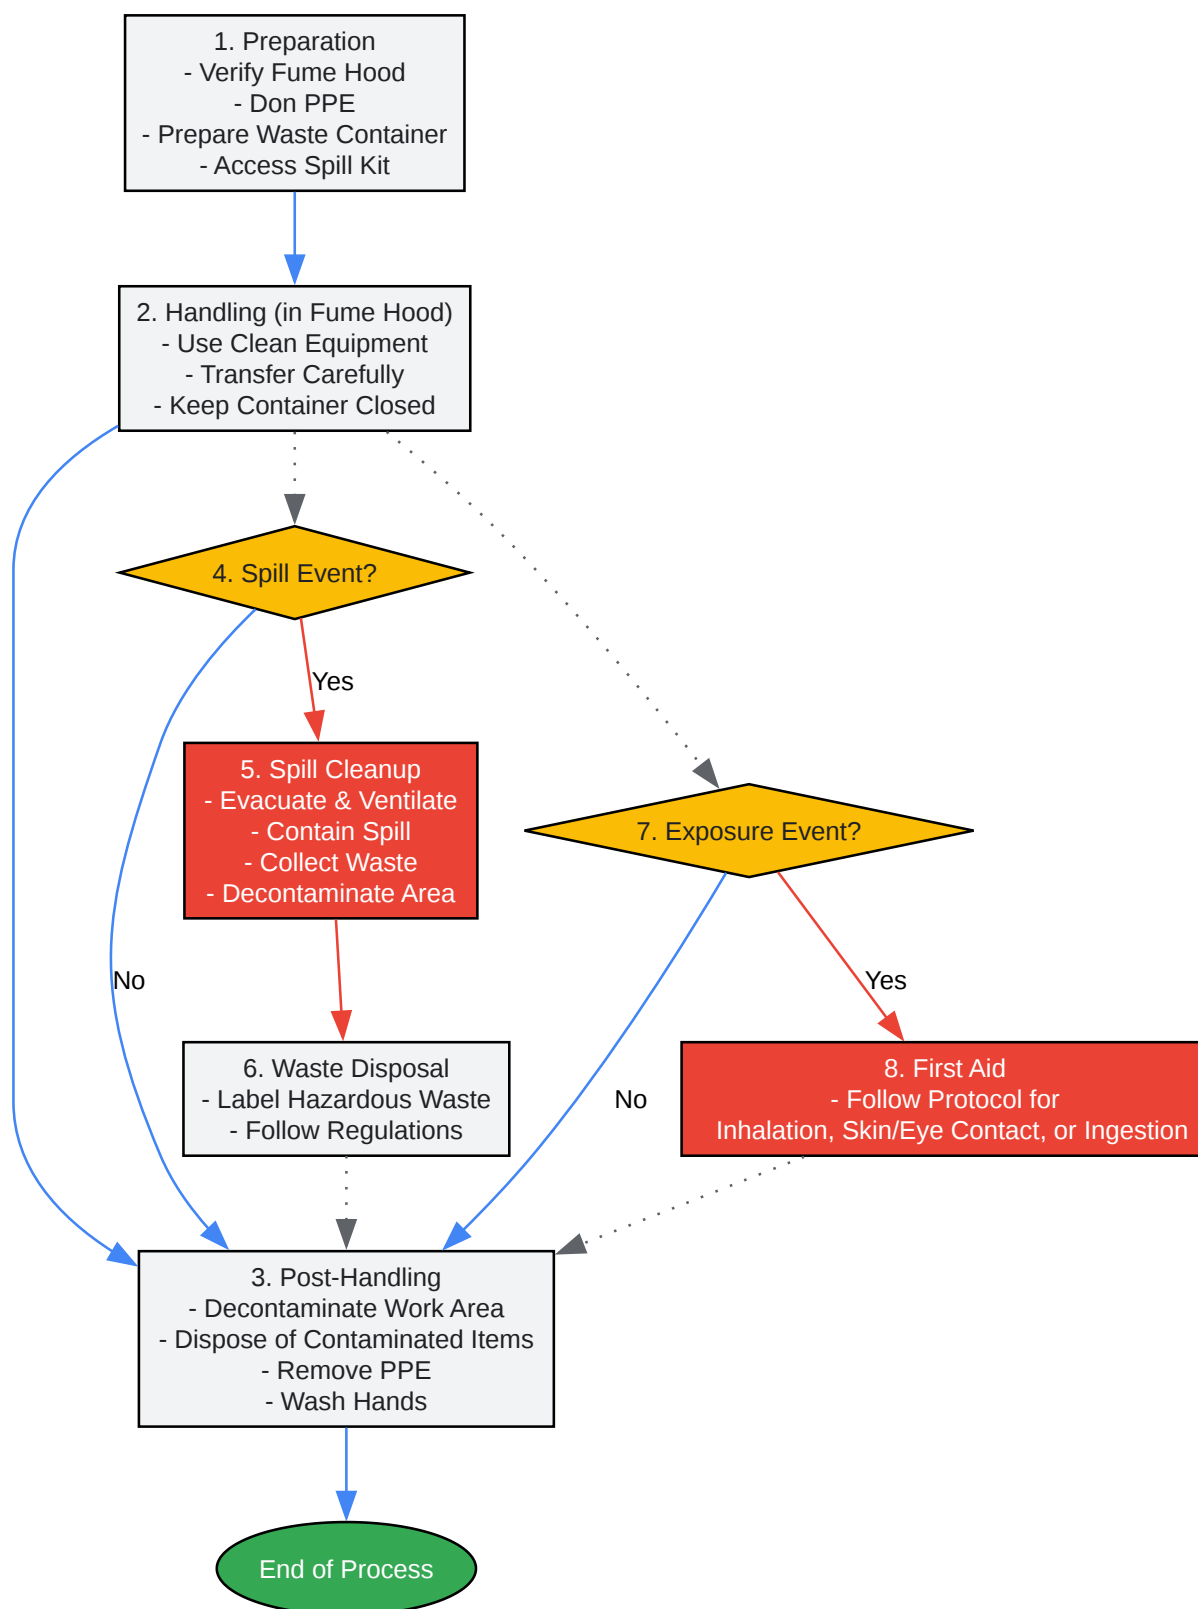 1. Preparation
- Verify Fume Hood
- Don PPE
- Prepare Waste Container
- Access Spill Kit
2. Handling (in Fume Hood)
- Use Clean Equipment
- Transfer Carefully
- Keep Container Closed
4. Spill Event?
Yes
5. Spill Cleanup
- Evacuate & Ventilate
- Contain Spill
- Collect Waste
- Decontaminate Area
7. Exposure Event?
No
Yes
6. Waste Disposal
- Label Hazardous Waste
- Follow Regulations
No
8. First Aid
- Follow Protocol for
Inhalation, Skin/Eye Contact, or Ingestion
3. Post-Handling
- Decontaminate Work Area
- Dispose of Contaminated Items
- Remove PPE
- Wash Hands
End of Process